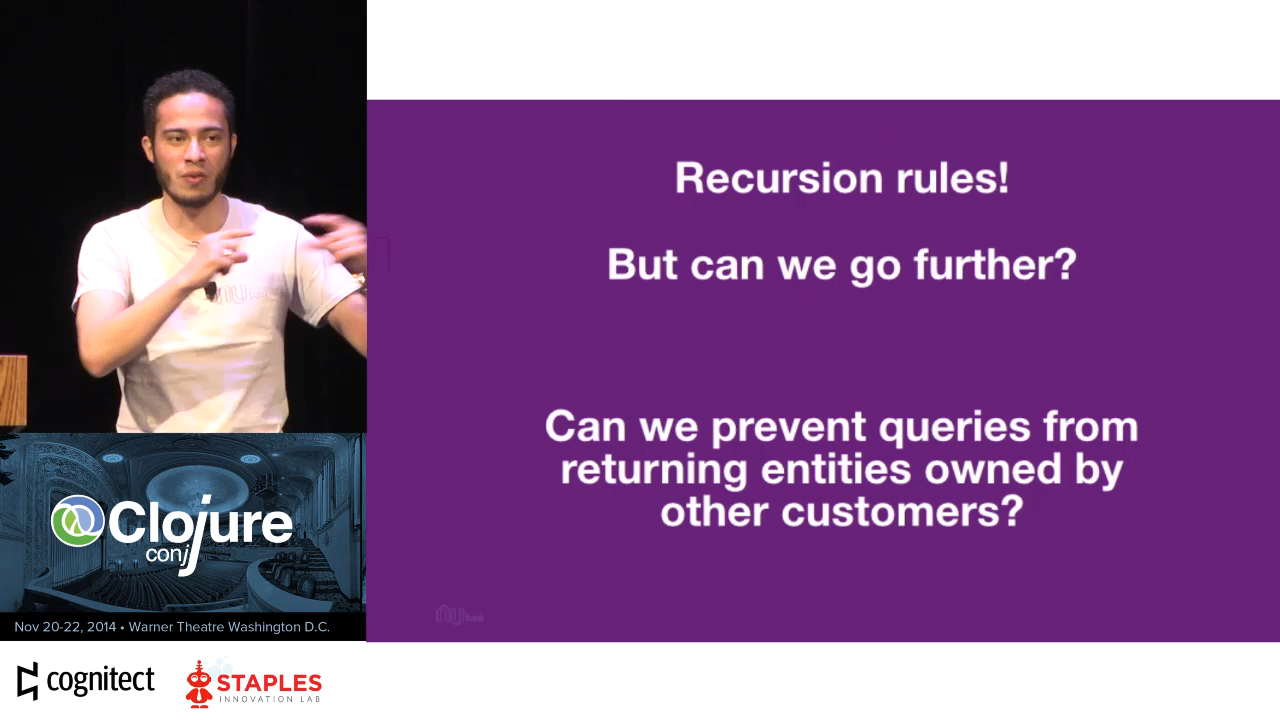 Recursion rules!
But can we go further?
Can we prevent queries from
returning entities owned by
other customers?
nu
Clojure
conj
Nov 20-22, 2014 • Warner Theatre Washington D.C.
cognitect
STAPLES
INNOVATION LAB